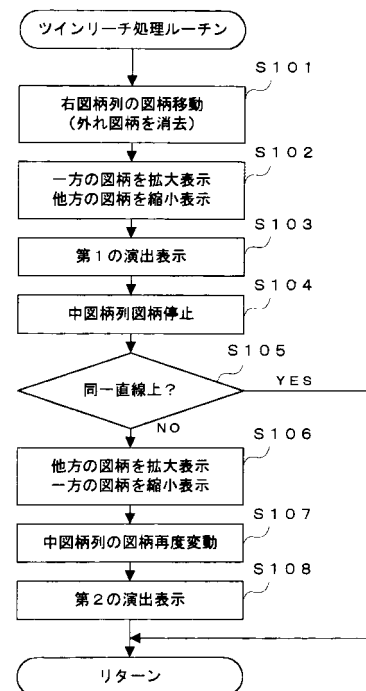 ツインリーチ処理ルーチン
S101
右図柄列の図柄移動
(外れ図柄を消去)
S102
一方の図柄を拡大表示
他方の図柄を縮小表示
S103
第1の演出表示
S104
中図柄列図柄停止
S105
同一直線上?
YES
NO
S106
他方の図柄を拡大表示
一方の図柄を縮小表示
S107
中図柄列の図柄再度変動
S108
第2の演出表示
リターン